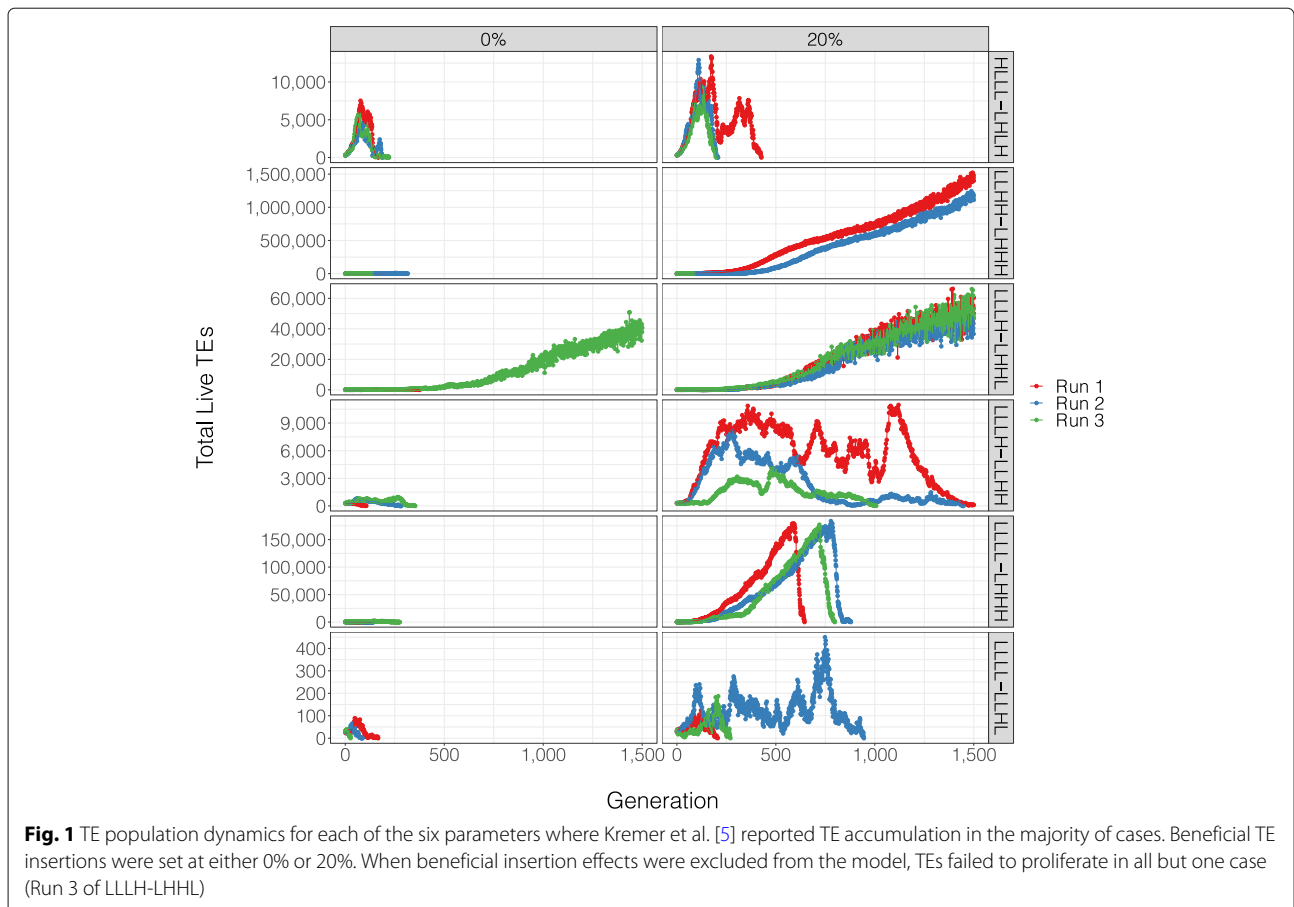 0%
20%
10,000
5,000
0
HLLL-LHLH
1,500,000
1,000,000
500,000
0
LLHH-LHHH
60,000
40,000
20,000
0
LLLH-LHHL
9,000
6,000
3,000
0
LLLH-LLHH
150,000
100,000
50,000
0
LLLL-LHHH
400
300
200
100
0
LLLL-LLHL
0 500 1,000 1,500
0 500 1,000 1,500
Total Live TEs
Generation
Run 1
Run 2
Run 3
Fig. 1 TE population dynamics for each of the six parameters where Kremer et al. [5] reported TE accumulation in the majority of cases. Beneficial TE
insertions were set at either 0% or 20%. When beneficial insertion effects were excluded from the model, TEs failed to proliferate in all but one case
(Run 3 of LLLH-LHHL)